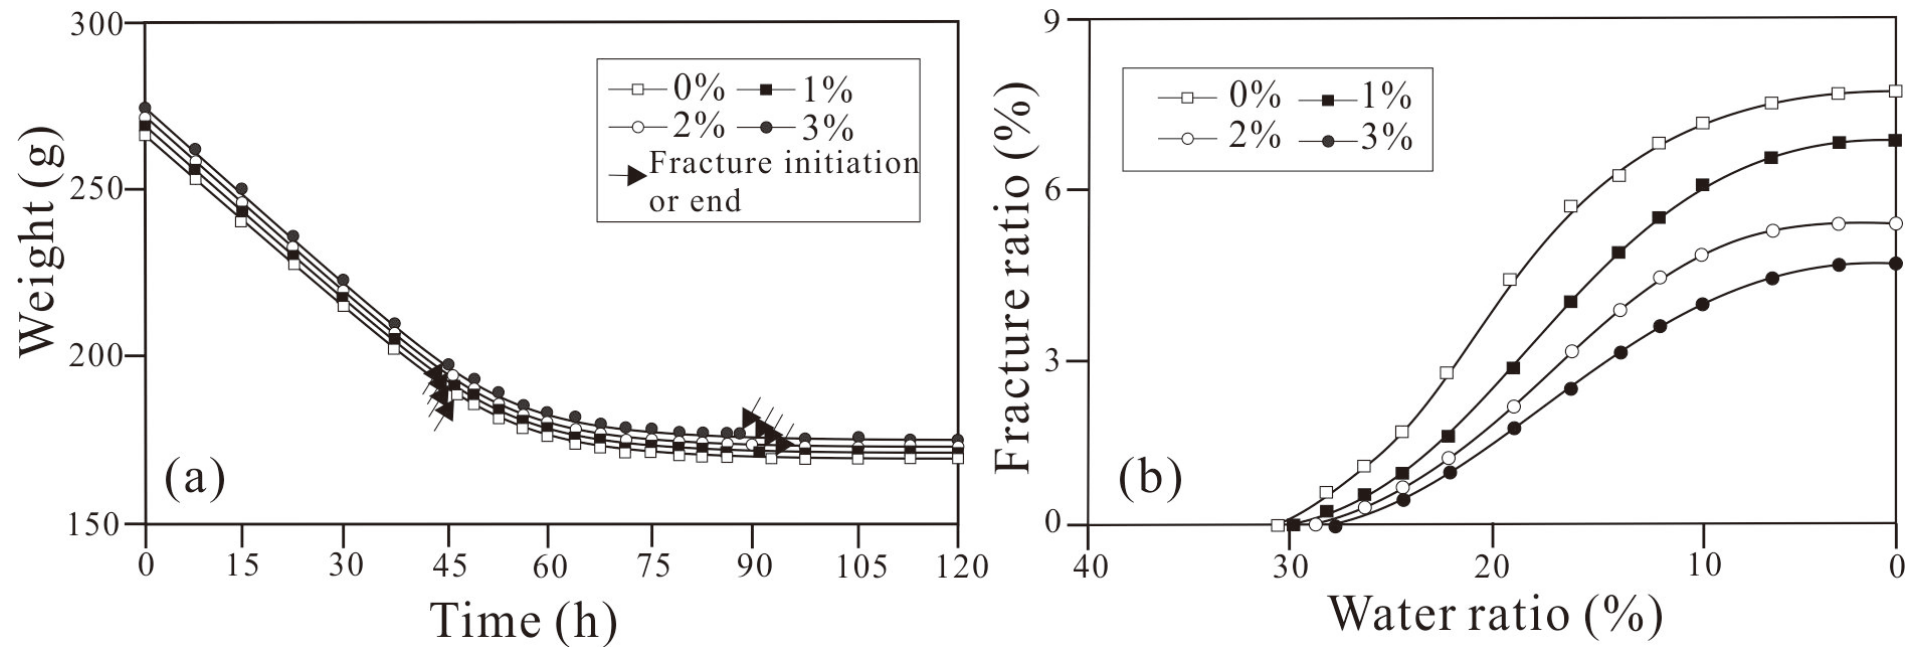 300
250
200
150
Weight (g)
0% 1%
2% 3%
Fracture initiation
or end
(a)
0 15 30 45 60 75 90 105 120
Time (h)
9
6
3
0
Fracture ratio (%)
0% 1%
2% 3%
(b)
40 30 20 10 0
Water ratio (%)